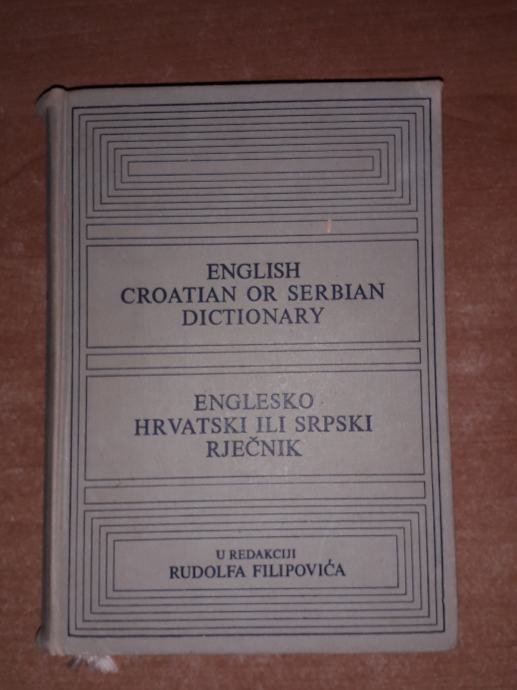 ENGLISH
CROATIAN OR SERBIAN
DICTIONARY
ENGLESKO
HRVATSKI ILI SRPSKI
RJEČNIK
U REDAKCIJI
RUDOLFA FILIPOVIĆA